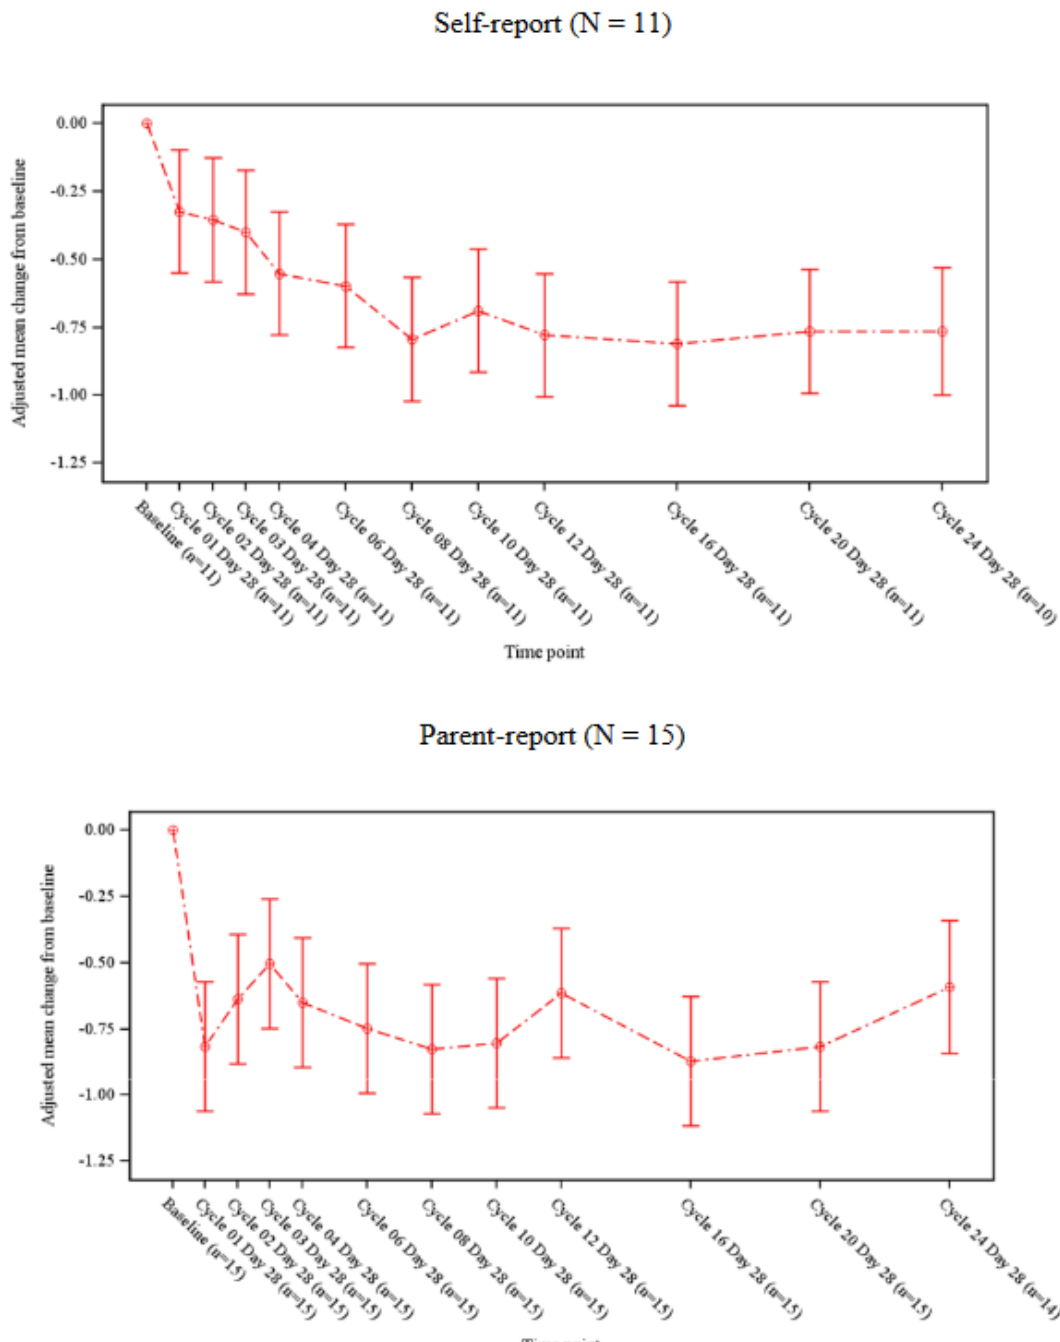 Self-report (N = 11)
Adjusted mean change from baseline
0.00
-0.25
-0.50
-0.75
-1.00
-1.25
Baseline (n=11)
Cycle 01 Day 28 (n=11)
Cycle 02 Day 28 (n=11)
Cycle 03 Day 28 (n=11)
Cycle 04 Day 28 (n=11)
Cycle 06 Day 28 (n=11)
Cycle 08 Day 28 (n=11)
Cycle 10 Day 28 (n=11)
Cycle 12 Day 28 (n=11)
Cycle 16 Day 28 (n=11)
Cycle 20 Day 28 (n=11)
Cycle 24 Day 28 (n=10)
Time point
Parent-report (N = 15)
Adjusted mean change from baseline
0.00
-0.25
-0.50
-0.75
-1.00
-1.25
Baseline (n=15)
Cycle 01 Day 28 (n=15)
Cycle 02 Day 28 (n=15)
Cycle 03 Day 28 (n=15)
Cycle 04 Day 28 (n=15)
Cycle 06 Day 28 (n=15)
Cycle 08 Day 28 (n=15)
Cycle 10 Day 28 (n=15)
Cycle 12 Day 28 (n=15)
Cycle 16 Day 28 (n=15)
Cycle 20 Day 28 (n=15)
Cycle 24 Day 28 (n=14)